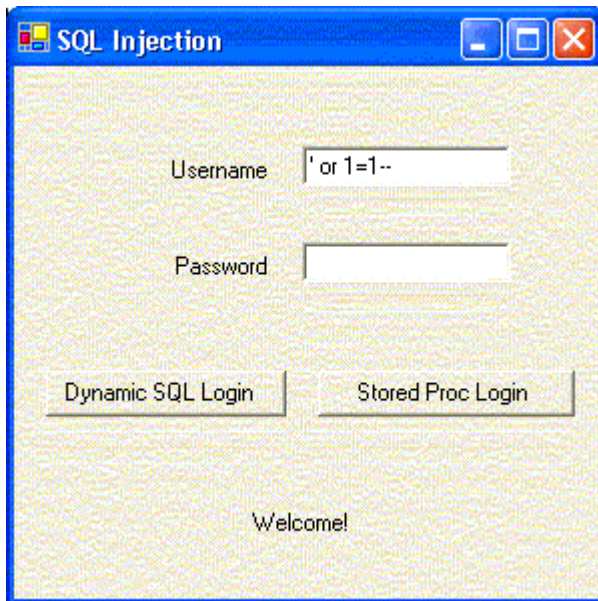 SQL Injection
Username
' or 1=1--
Password
Dynamic SQL Login
Stored Proc Login
Welcome!